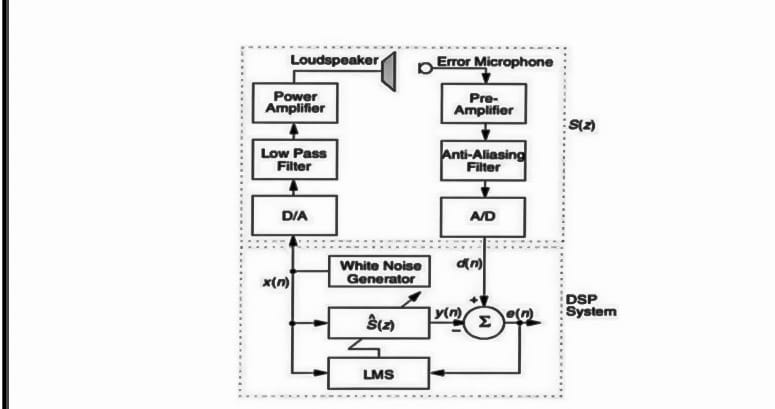 Loudspeaker
Error Microphone
Power
Amplifier
Pre-
Amplifier
S(z)
Low Pass
Filter
Anti-Aliasing
Filter
D/A
A/D
x(n)
White Noise
Generator
d(n)
+
DSP
System
Ŝ(z)
y(n)
−
Σ
e(n)
LMS